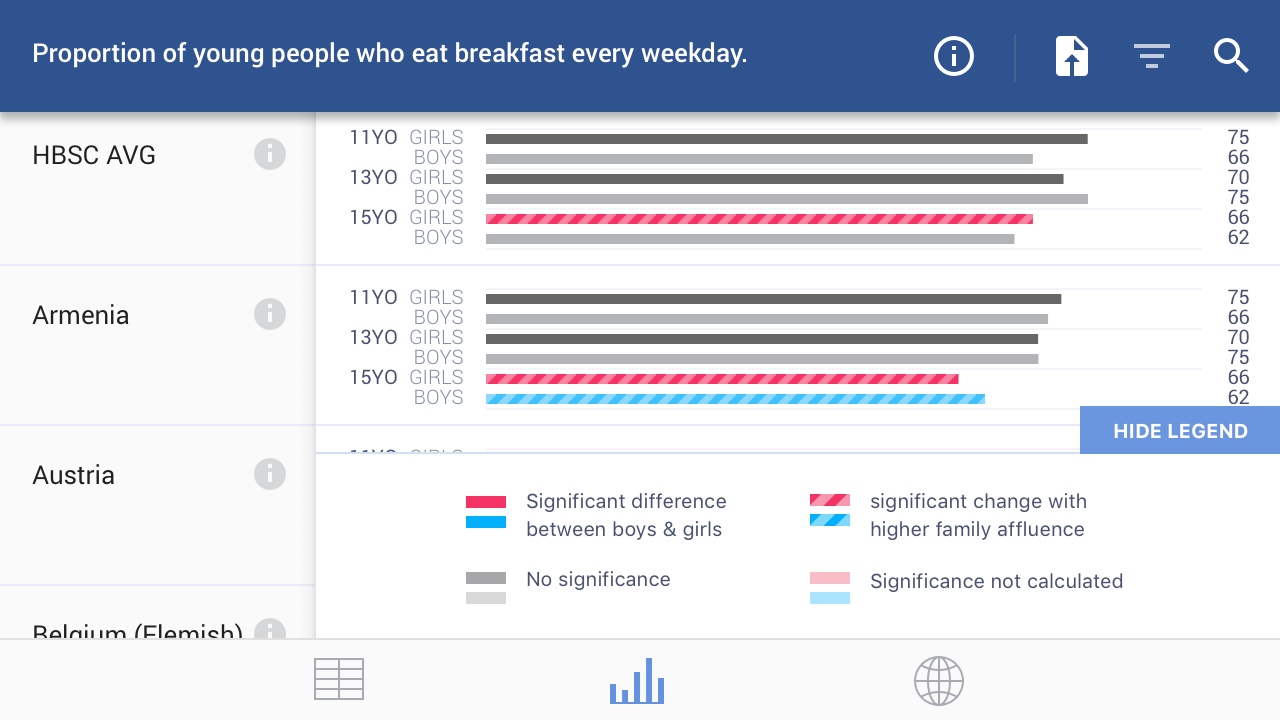 Proportion of young people who eat breakfast every weekday.
HBSC AVG
11YO GIRLS 75
BOYS 66
13YO GIRLS 70
BOYS 75
15YO GIRLS 66
BOYS 62
Armenia
11YO GIRLS 75
BOYS 66
13YO GIRLS 70
BOYS 75
15YO GIRLS 66
BOYS 62
HIDE LEGEND
Austria
11YO GIRLS
Significant difference
between boys & girls
significant change with
higher family affluence
No significance
Significance not calculated
Belgium (Flemish)